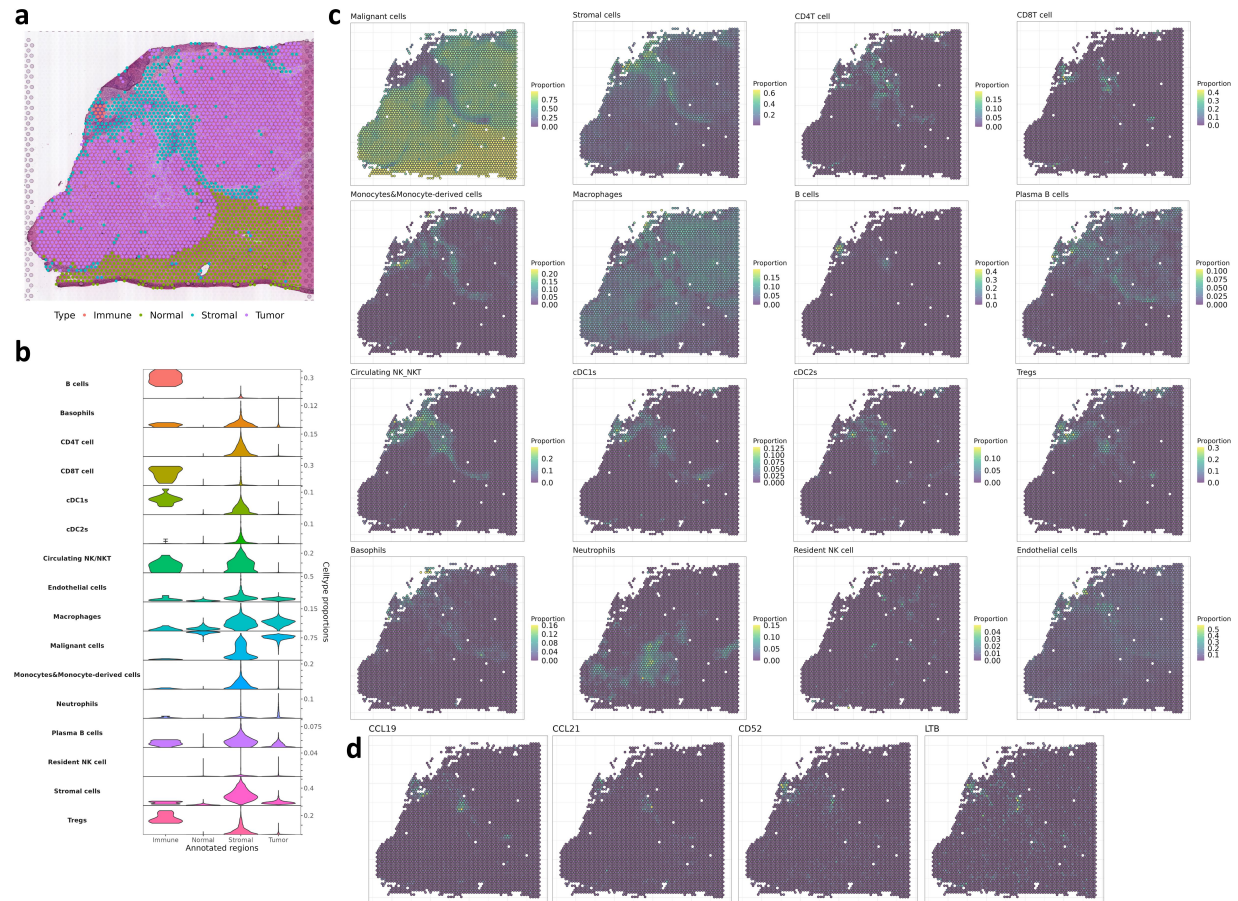 a
Type Immune Normal Stromal Tumor
b
B cells 0.3
Basophils 0.12
CD4T cell 0.15
CD8T cell 0.3
cDC1s 0.1
cDC2s 0.1
Circulating NK/NKT 0.2
Endothelial cells 0.5
Macrophages 0.15
Malignant cells 0.75
Monocytes&Monocyte-derived cells 0.2
Neutrophils 0.1
Plasma B cells 0.075
Resident NK cell 0.04
Stromal cells 0.4
Tregs 0.2
Celltype proportions
Immune Normal Stromal Tumor
Annotated regions
c
Malignant cells
Proportion
0.75
0.50
0.25
0.00
Stromal cells
Proportion
0.6
0.4
0.2
CD4T cell
Proportion
0.15
0.10
0.05
0.00
CD8T cell
Proportion
0.4
0.3
0.2
0.1
0.0
Monocytes&Monocyte-derived cells
Proportion
0.20
0.15
0.10
0.05
0.00
Macrophages
Proportion
0.15
0.10
0.05
0.00
B cells
Proportion
0.4
0.3
0.2
0.1
0.0
Plasma B cells
Proportion
0.100
0.075
0.050
0.025
0.000
Circulating NK_NKT
Proportion
0.2
0.1
0.0
cDC1s
Proportion
0.125
0.100
0.075
0.050
0.025
0.000
cDC2s
Proportion
0.10
0.05
0.00
Tregs
Proportion
0.3
0.2
0.1
0.0
Basophils
Proportion
0.16
0.12
0.08
0.04
0.00
Neutrophils
Proportion
0.15
0.10
0.05
0.00
Resident NK cell
Proportion
0.04
0.03
0.02
0.01
0.00
Endothelial cells
Proportion
0.5
0.4
0.3
0.2
0.1
d
CCL19
CCL21
CD52
LTB